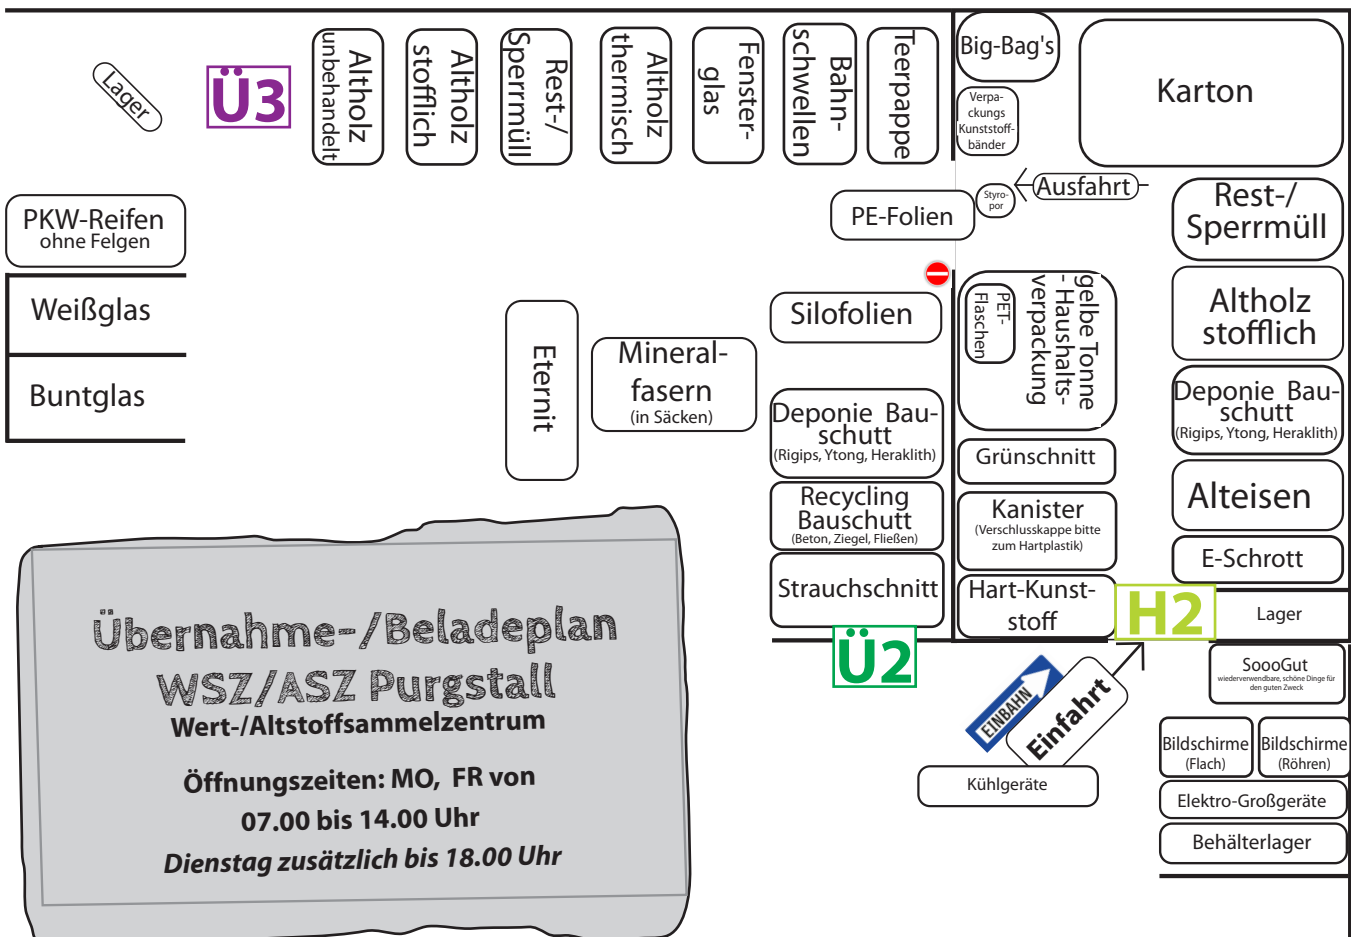 Lager
Ü3
Altholz
unbehandelt
Altholz
stofflich
Rest-/
Sperrmüll
Altholz
thermisch
Fenster-
glas
Bahn-
schwellen
Teerpappe
Big-Bag's
Verpa-
ckungs
Kunststoff-
bänder
Karton
PE-Folien
Styro-
por
Ausfahrt
Rest-/
Sperrmüll
PKW-Reifen
ohne Felgen
Weißglas
Buntglas
Eternit
Mineral-
fasern
(in Säcken)
Silofolien
Deponie Bau-
schutt
(Rigips, Ytong, Heraklith)
Recycling
Bauschutt
(Beton, Ziegel, Fließen)
Strauchschnitt
Ü2
gelbe Tonne
- Haushalts-
verpackung
PET-
Flaschen
Grünschnitt
Kanister
(Verschlusskappe bitte
zum Hartplastik)
Hart-Kunst-
stoff
H2
Altholz
stofflich
Deponie Bau-
schutt
(Rigips, Ytong, Heraklith)
Alteisen
E-Schrott
Lager
SoooGut
wiederverwendbare, schöne Dinge für
den guten Zweck
EINBAHN
Einfahrt
Kühlgeräte
Bildschirme
(Flach)
Bildschirme
(Röhren)
Elektro-Großgeräte
Behälterlager
Übernahme-/Beladeplan
WSZ/ASZ Purgstall
Wert-/Altstoffsammelzentrum
Öffnungszeiten: MO, FR von
07.00 bis 14.00 Uhr
Dienstag zusätzlich bis 18.00 Uhr